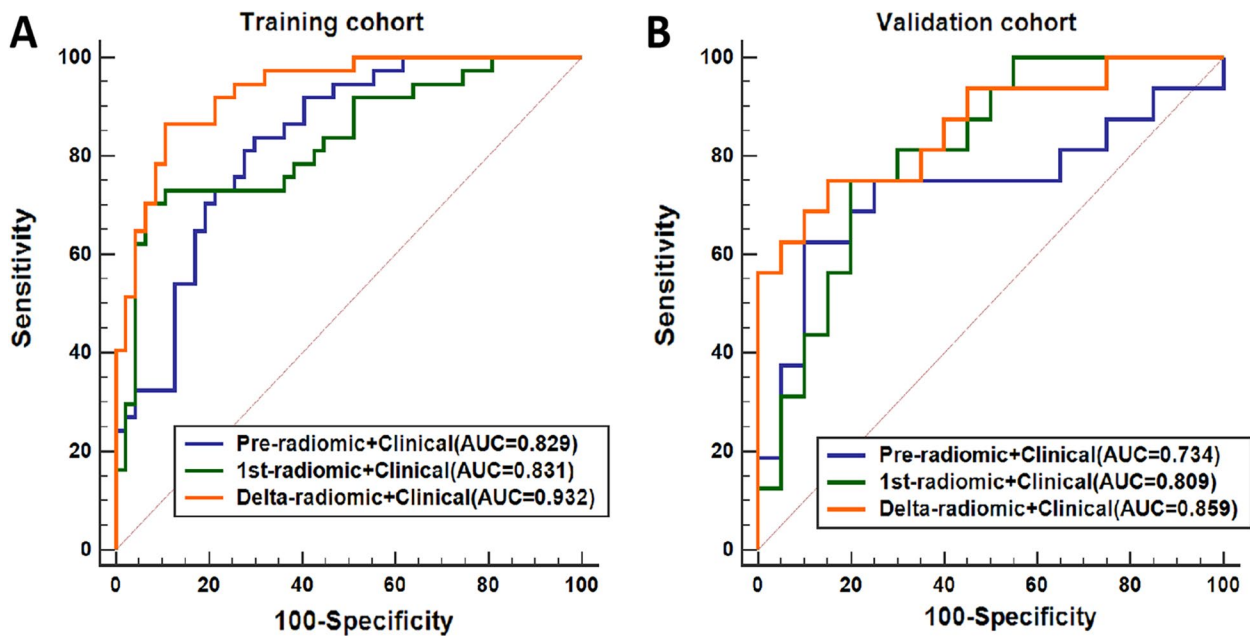 A
Training cohort
100
80
60
40
20
0
Sensitivity
Pre-radiomic+Clinical(AUC=0.829)
1st-radiomic+Clinical(AUC=0.831)
Delta-radiomic+Clinical(AUC=0.932)
0 20 40 60 80 100
100-Specificity
B
Validation cohort
100
80
60
40
20
0
Sensitivity
Pre-radiomic+Clinical(AUC=0.734)
1st-radiomic+Clinical(AUC=0.809)
Delta-radiomic+Clinical(AUC=0.859)
0 20 40 60 80 100
100-Specificity